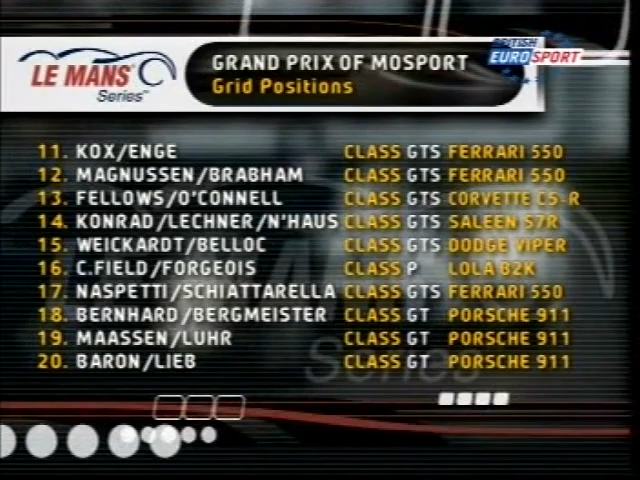 LE MANS
Series™
GRAND PRIX OF MOSPORT
Grid Positions
BRITISH
EUROSPORT
11. KOX/ENGE CLASS GTS FERRARI 550
12. MAGNUSSEN/BRABHAM CLASS GTS FERRARI 550
13. FELLOWS/O'CONNELL CLASS GTS CORVETTE C5-R
14. KONRAD/LECHNER/N'HAUS CLASS GTS SALEEN S7R
15. WEICKARDT/BELLOC CLASS GTS DODGE VIPER
16. C.FIELD/FORGEOIS CLASS P LOLA B2K
17. NASPETTI/SCHIATTARELLA CLASS GTS FERRARI 550
18. BERNHARD/BERGMEISTER CLASS GT PORSCHE 911
19. MAASSEN/LUHR CLASS GT PORSCHE 911
20. BARON/LIEB CLASS GT PORSCHE 911
Series